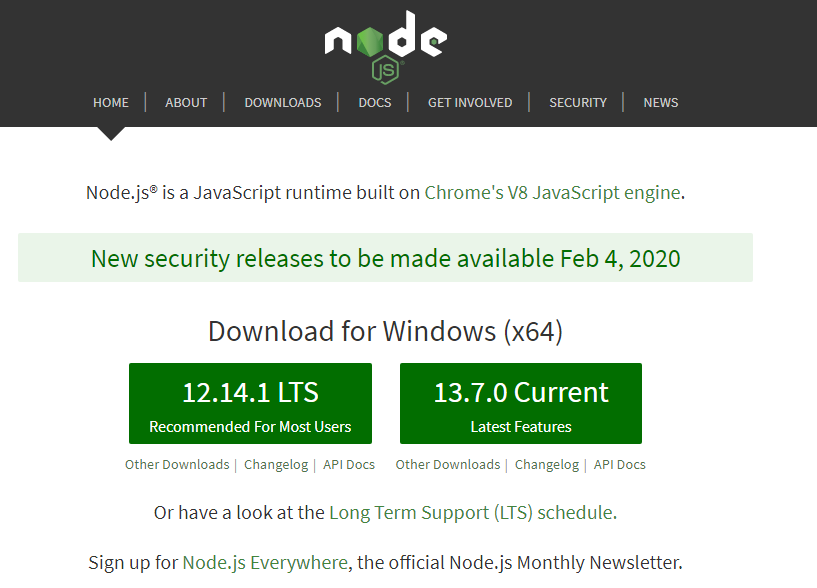 node
JS
HOME | ABOUT | DOWNLOADS | DOCS | GET INVOLVED | SECURITY | NEWS
Node.js® is a JavaScript runtime built on Chrome's V8 JavaScript engine.
New security releases to be made available Feb 4, 2020
Download for Windows (x64)
12.14.1 LTS 13.7.0 Current
Recommended For Most Users Latest Features
Other Downloads | Changelog | API Docs Other Downloads | Changelog | API Docs
Or have a look at the Long Term Support (LTS) schedule.
Sign up for Node.js Everywhere, the official Node.js Monthly Newsletter.